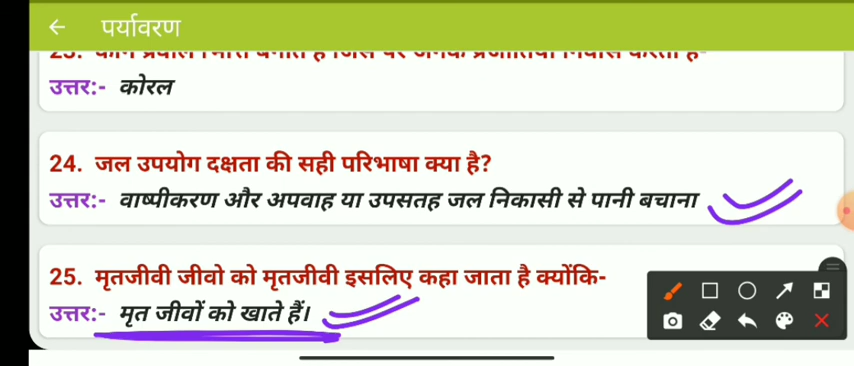 पर्यावरण
उत्तर:- कोरल
24. जल उपयोग दक्षता की सही परिभाषा क्या है?
उत्तर:- वाष्पीकरण और अपवाह या उपसतह जल निकासी से पानी बचाना
25. मृतजीवी जीवो को मृतजीवी इसलिए कहा जाता है क्योंकि-
उत्तर:- मृत जीवों को खाते हैं।